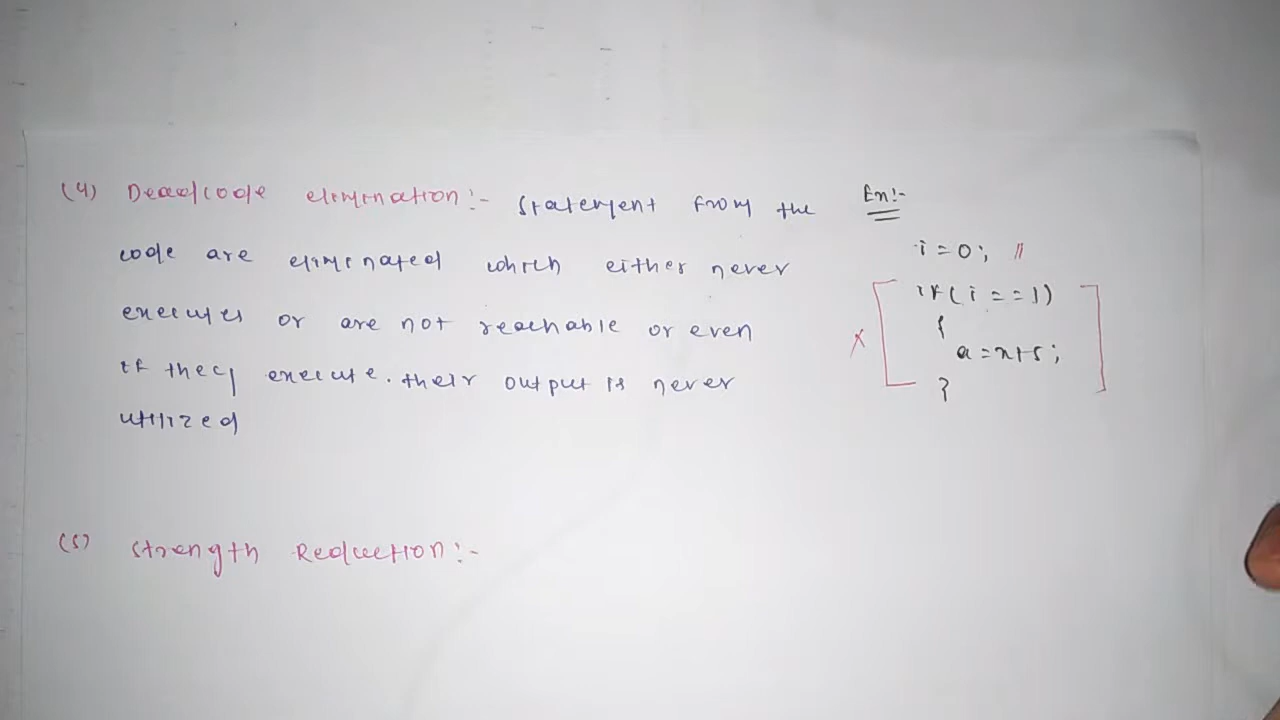 (4) Deadcode elimination:- statement from the
code are eliminated which either never
executes or are not reachable or even
if they execute. their output is never
utilized
Ex:-
i = 0; //
if(i == 1)
{
a = x+5;
}
(5) Strength Reduction:-